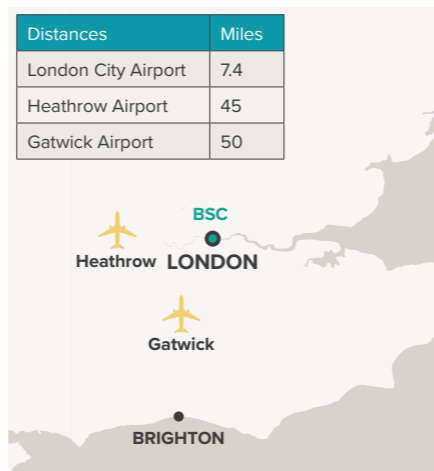 Distances Miles
London City Airport 7.4
Heathrow Airport 45
Gatwick Airport 50
BSC
Heathrow LONDON
Gatwick
BRIGHTON